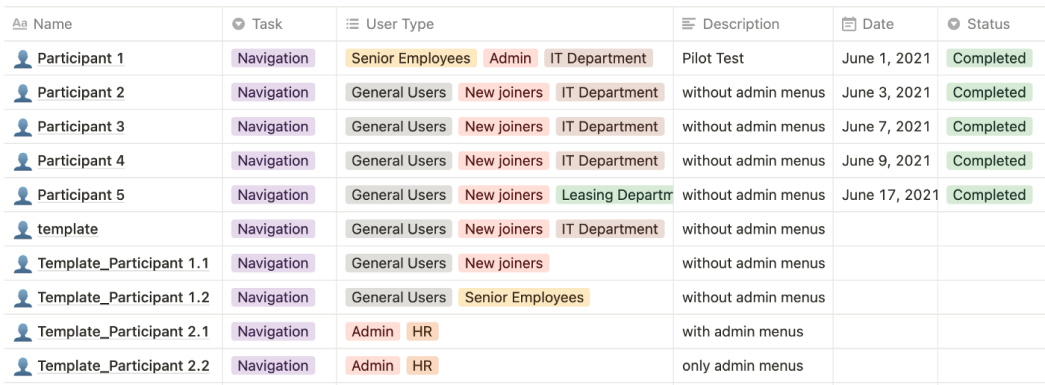 Aa Name Task User Type Description Date Status
Participant 1 Navigation Senior Employees Admin IT Department Pilot Test June 1, 2021 Completed
Participant 2 Navigation General Users New joiners IT Department without admin menus June 3, 2021 Completed
Participant 3 Navigation General Users New joiners IT Department without admin menus June 7, 2021 Completed
Participant 4 Navigation General Users New joiners IT Department without admin menus June 9, 2021 Completed
Participant 5 Navigation General Users New joiners Leasing Departm without admin menus June 17, 2021 Completed
template Navigation General Users New joiners IT Department without admin menus
Template_Participant 1.1 Navigation General Users New joiners without admin menus
Template_Participant 1.2 Navigation General Users Senior Employees without admin menus
Template_Participant 2.1 Navigation Admin HR with admin menus
Template_Participant 2.2 Navigation Admin HR only admin menus